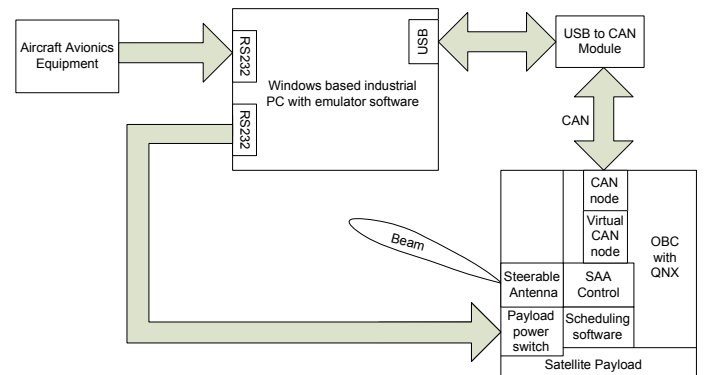 Aircraft Avionics
Equipment
RS232
RS232
USB
Windows based industrial
PC with emulator software
USB to CAN
Module
CAN
CAN
node
Virtual
CAN
node
OBC
with
QNX
Beam
Steerable
Antenna
SAA
Control
Payload
power
switch
Scheduling
software
Satellite Payload